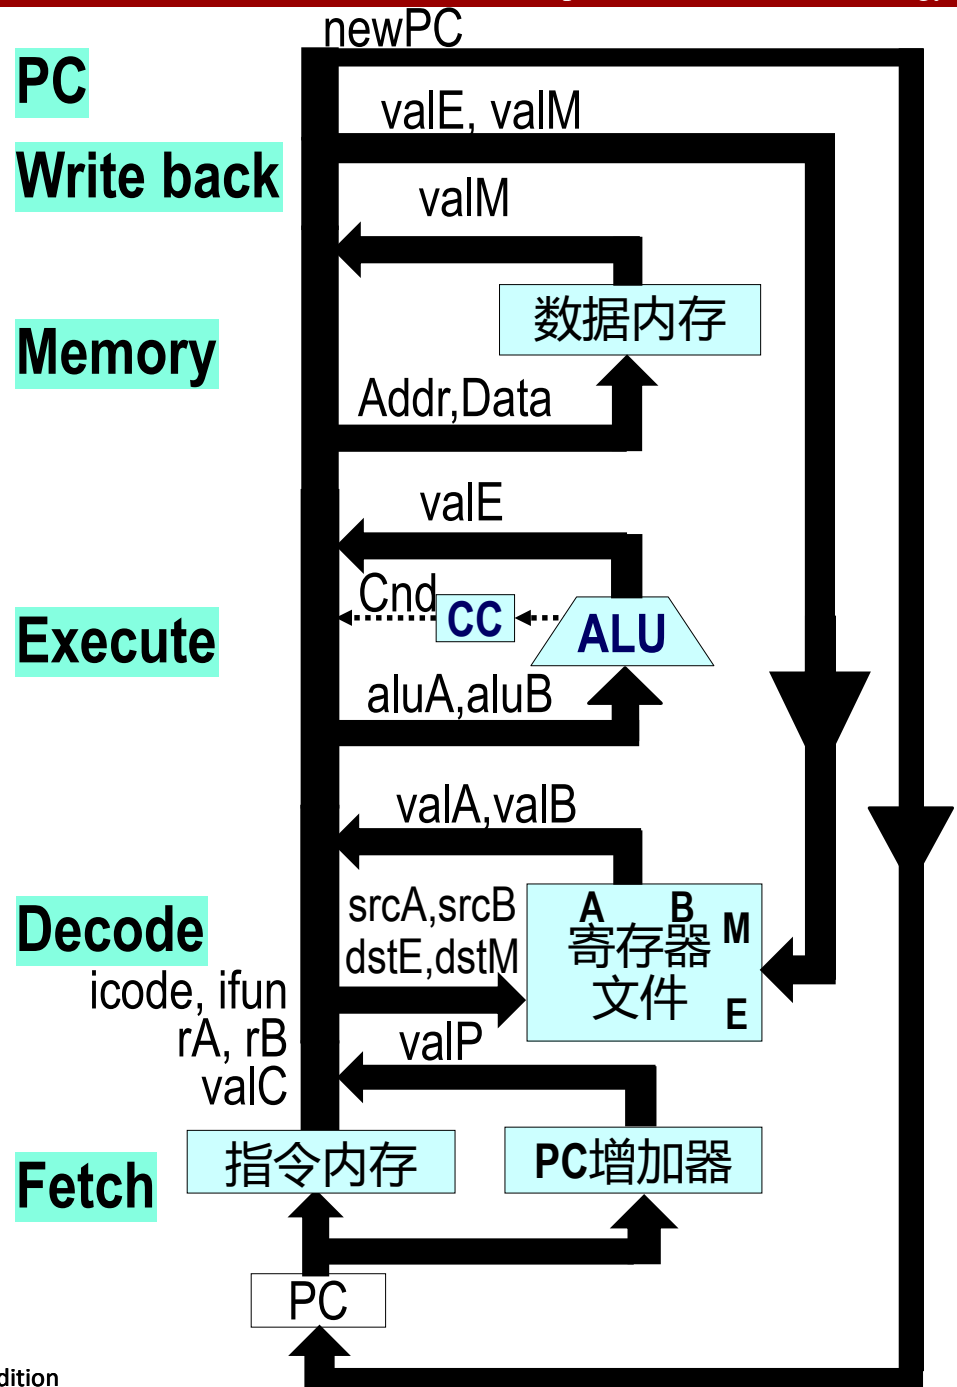 newPC
PC
valE, valM
Write back
valM
数据内存
Memory
Addr,Data
valE
Cnd
CC
ALU
Execute
aluA,aluB
valA,valB
srcA,srcB
dstE,dstM
A B
M
寄存器
文件
E
Decode
icode, ifun
rA, rB
valC
valP
指令内存
PC增加器
Fetch
PC